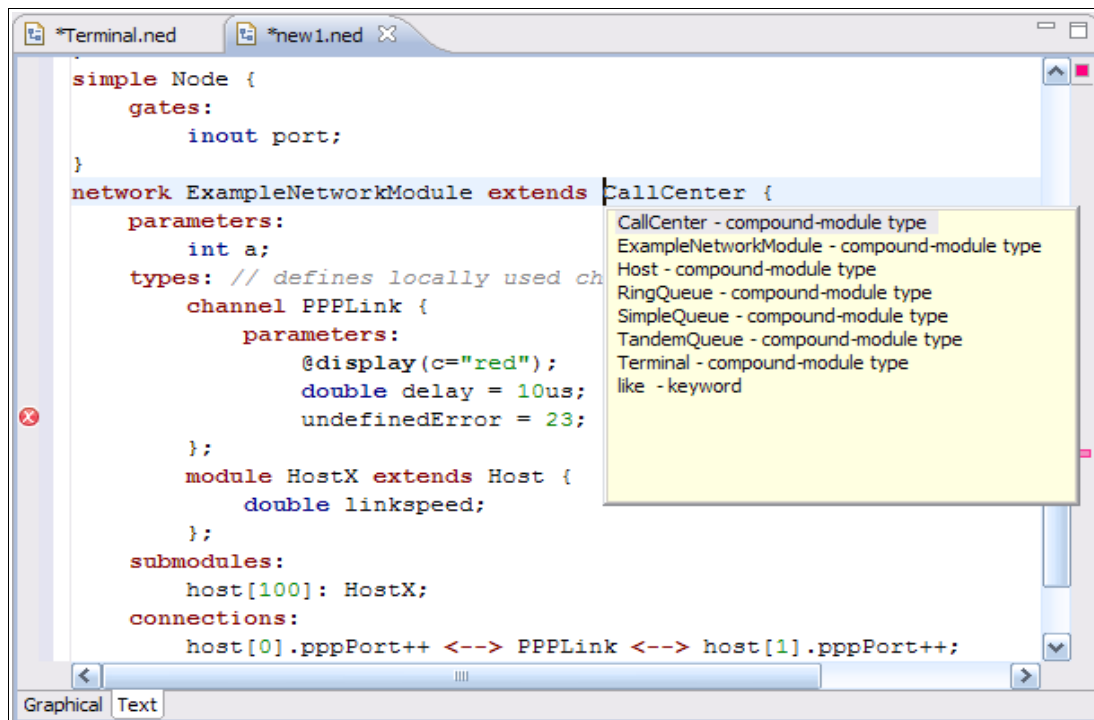 *Terminal.ned
*new1.ned
simple Node {
    gates:
        inout port;
}
network ExampleNetworkModule extends CallCenter {
    parameters:
        int a;
    types: // defines locally used ch
        channel PPPLink {
            parameters:
                @display(c="red");
                double delay = 10us;
                undefinedError = 23;
        };
        module HostX extends Host {
            double linkspeed;
        };
    submodules:
        host[100]: HostX;
    connections:
        host[0].pppPort++ <--> PPPLink <--> host[1].pppPort++;
CallCenter - compound-module type
ExampleNetworkModule - compound-module type
Host - compound-module type
RingQueue - compound-module type
SimpleQueue - compound-module type
TandemQueue - compound-module type
Terminal - compound-module type
like - keyword
Graphical
Text